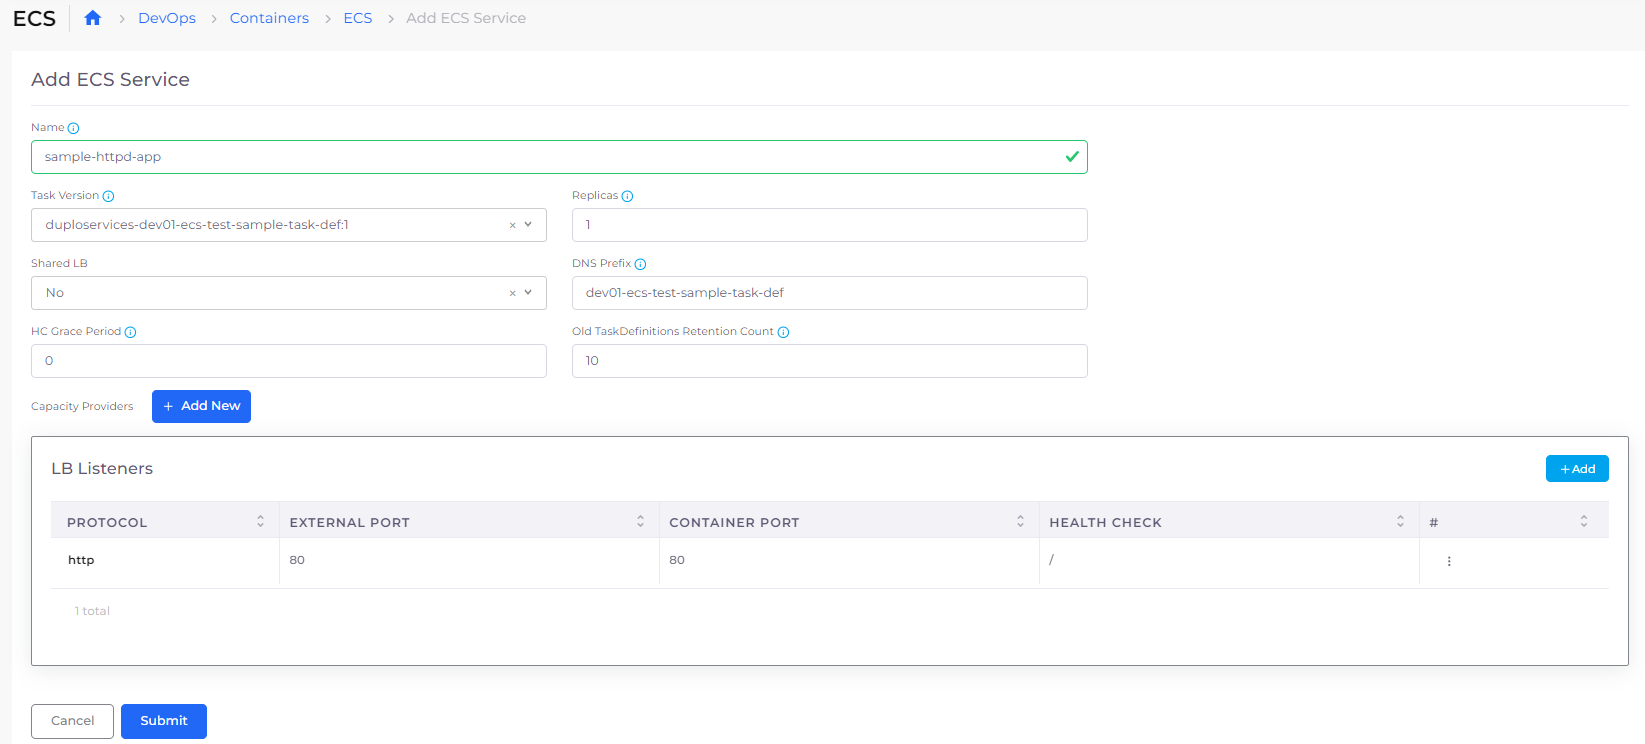 ECS DevOps Containers ECS Add ECS Service
Add ECS Service
Name
sample-httpd-app
Task Version Replicas
duploservices-dev01-ecs-test-sample-task-def:1 × 1
Shared LB DNS Prefix
No × dev01-ecs-test-sample-task-def
HC Grace Period Old TaskDefinitions Retention Count
0 10
Capacity Providers + Add New
LB Listeners +Add
PROTOCOL EXTERNAL PORT CONTAINER PORT HEALTH CHECK #
http 80 80 /
1 total
Cancel Submit